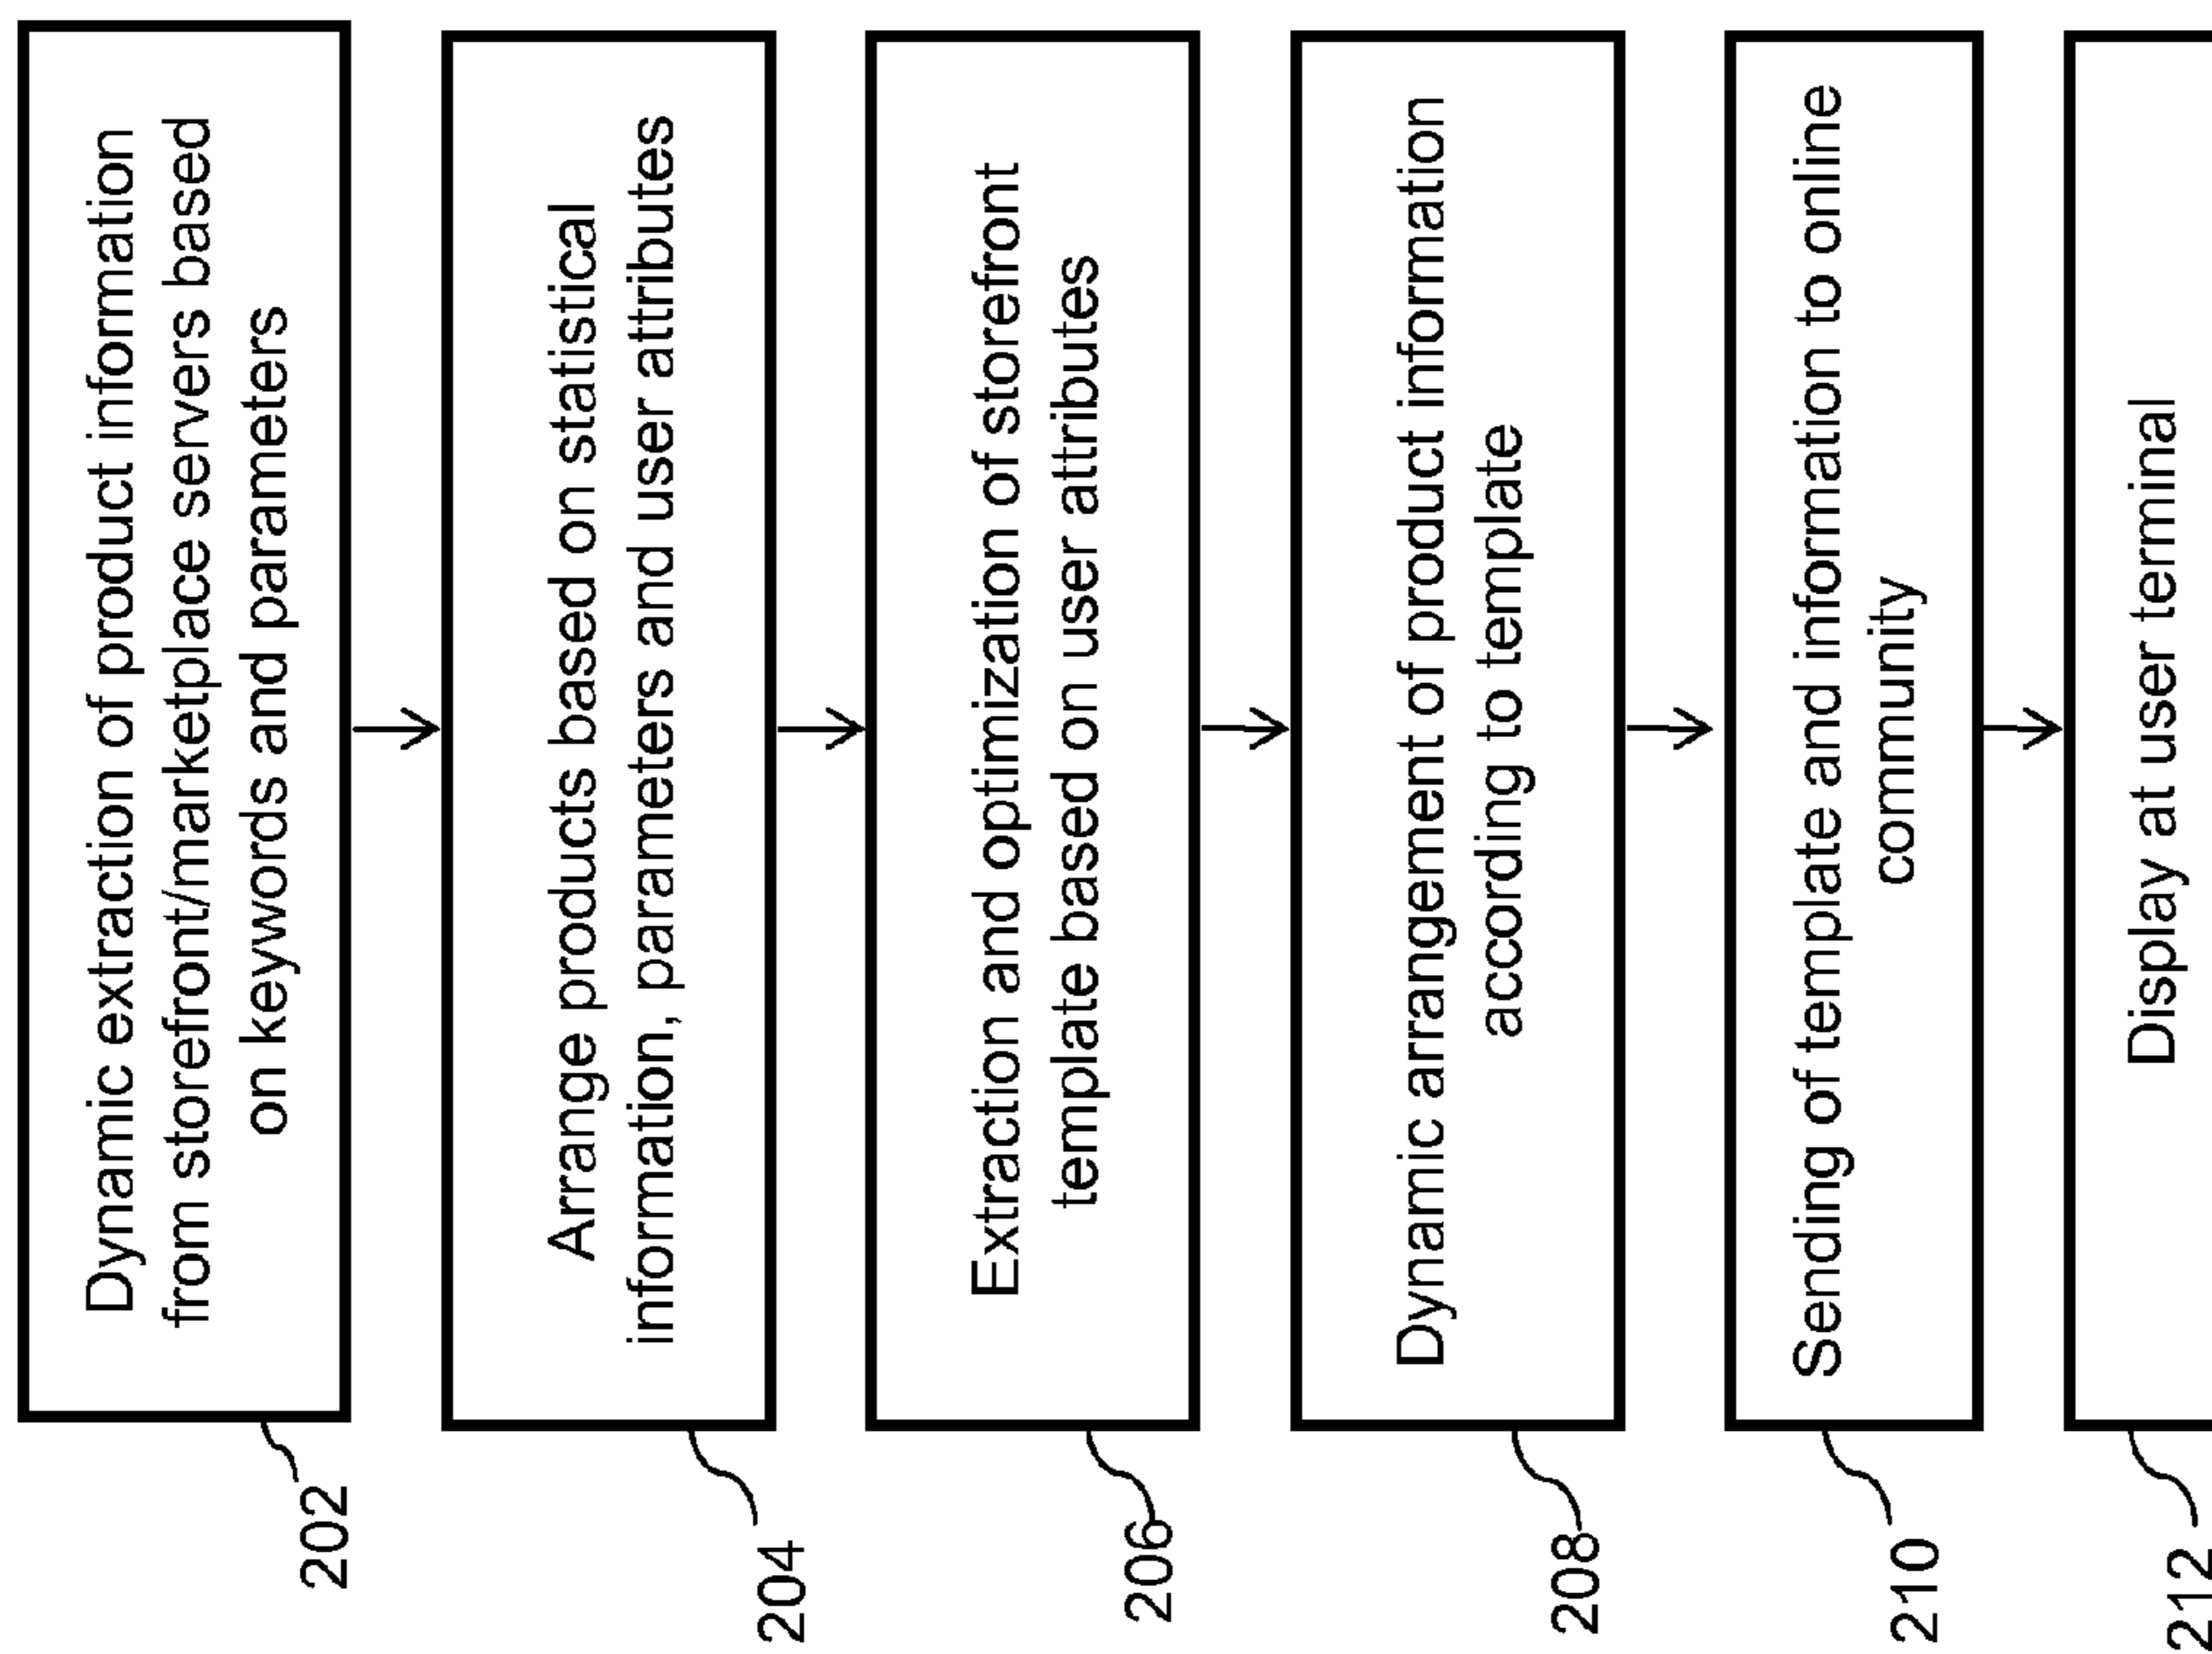 Dynamic extraction of product information
from storefront/marketplace servers based
on keywords and parameters
202
Arrange products based on statistical
information, parameters and user attributes
204
Extraction and optimization of storefront
template based on user attributes
206
Dynamic arrangement of product information
according to template
208
Sending of template and information to online
community
210
Display at user terminal
212